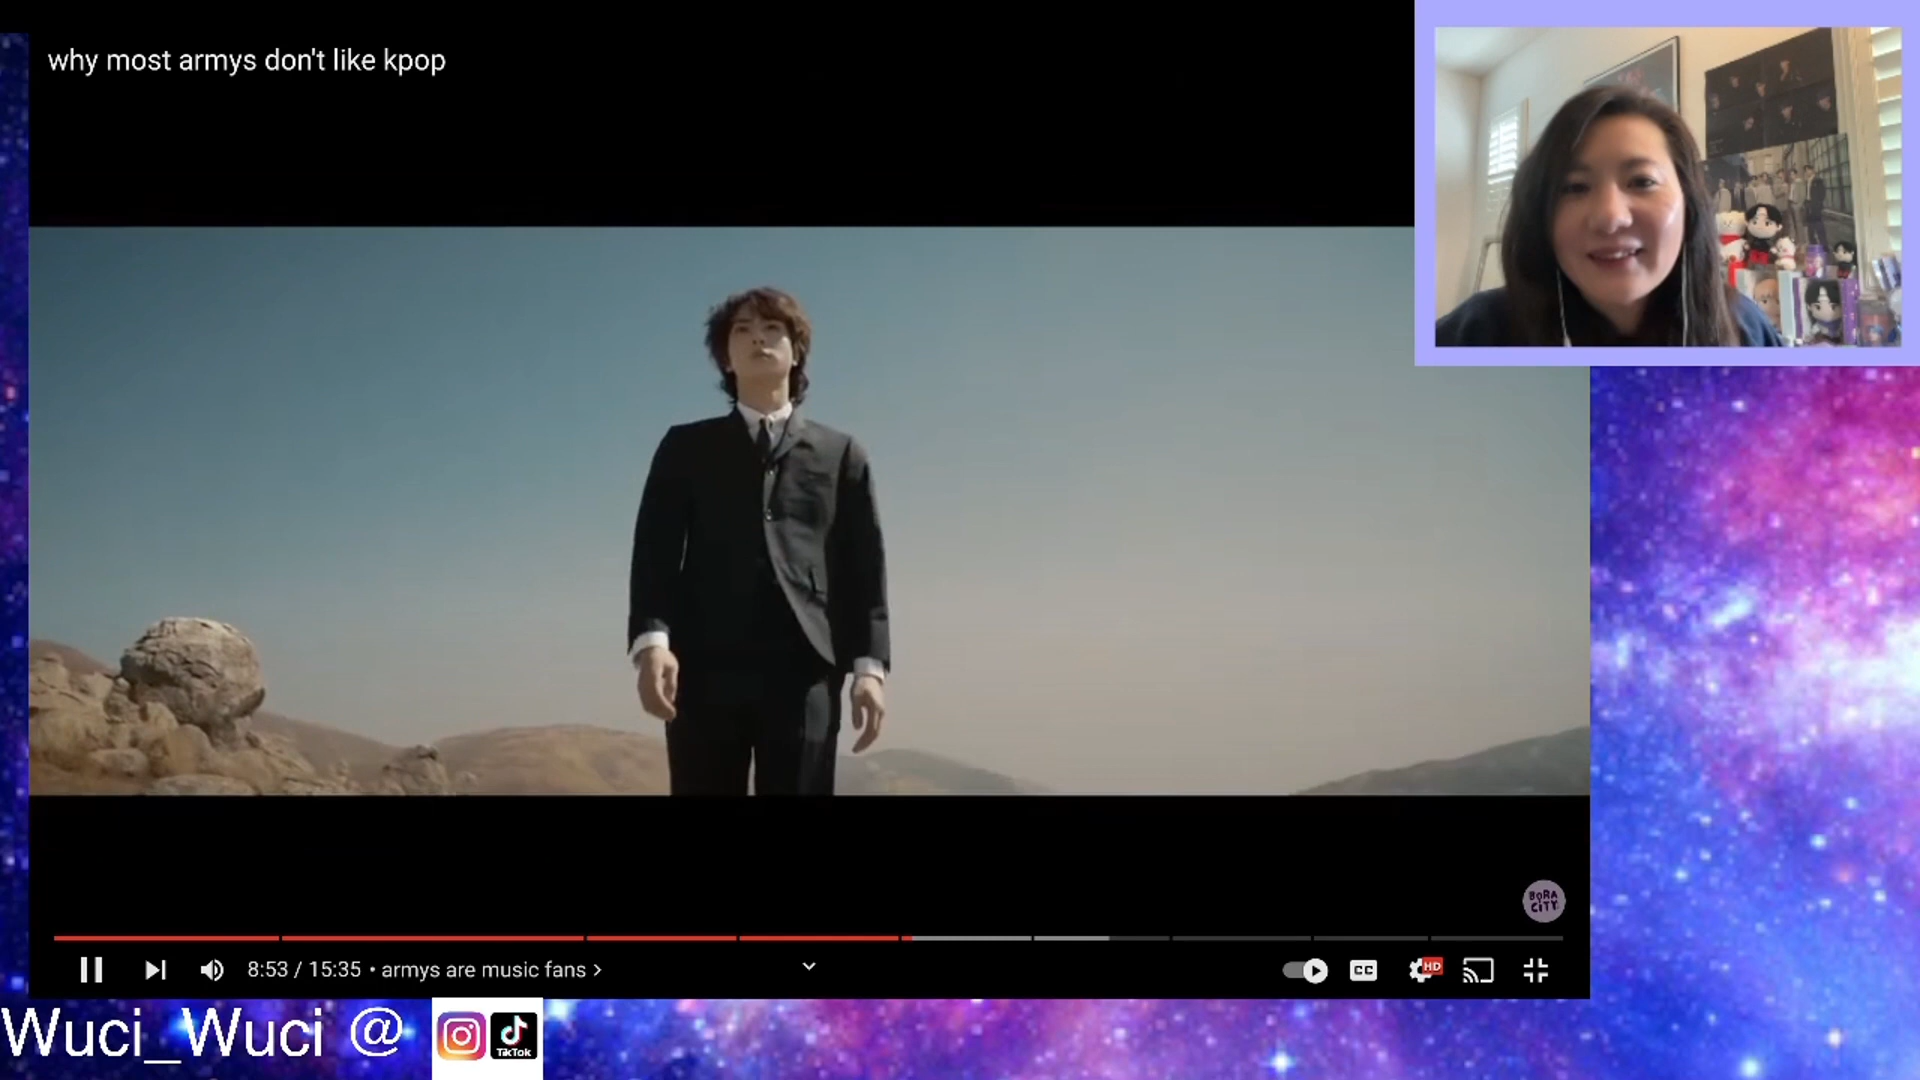 why most armys don't like kpop
BORA
CITY
8:53 / 15:35 • armys are music fans >
CC
HD
Wuci_Wuci @
TikTok